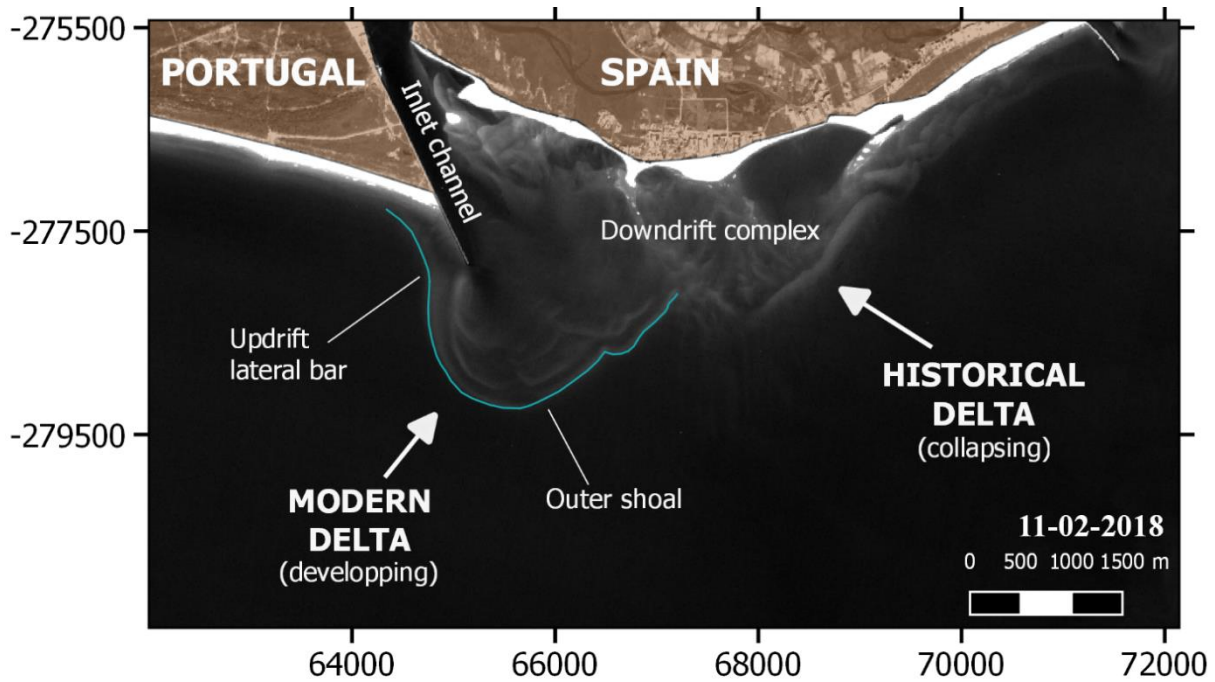 -275500
-277500
-279500
PORTUGAL
SPAIN
Inlet channel
Downdrift complex
Updrift
lateral bar
HISTORICAL
DELTA
(collapsing)
MODERN
DELTA
(developping)
Outer shoal
11-02-2018
0 500 1000 1500 m
64000 66000 68000 70000 72000